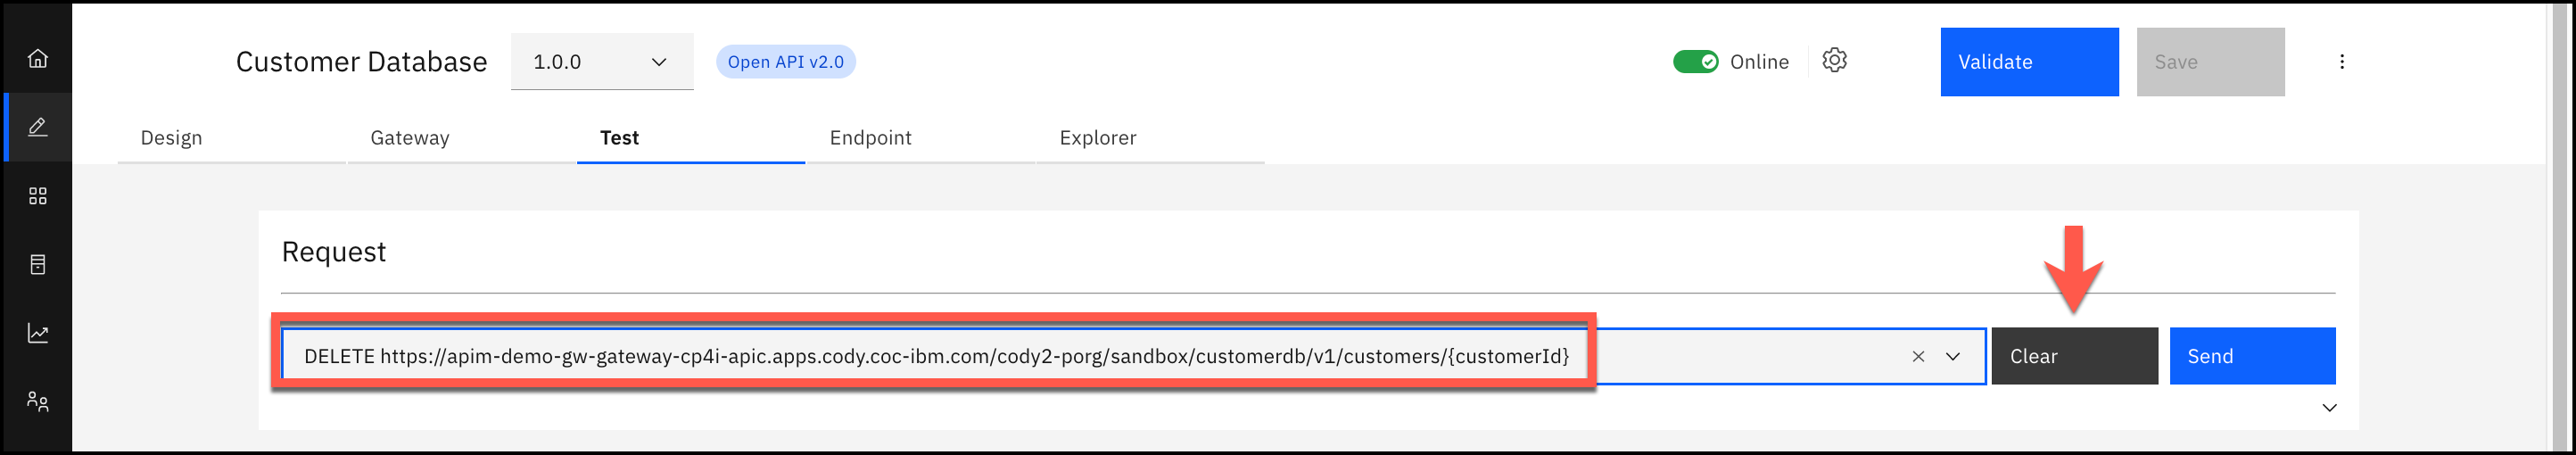 Customer Database 1.0.0 Open API v2.0 Online Validate Save
Design Gateway Test Endpoint Explorer
Request
DELETE https://apim-demo-gw-gateway-cp4i-apic.apps.cody.coc-ibm.com/cody2-porg/sandbox/customerdb/v1/customers/{customerId} Clear Send